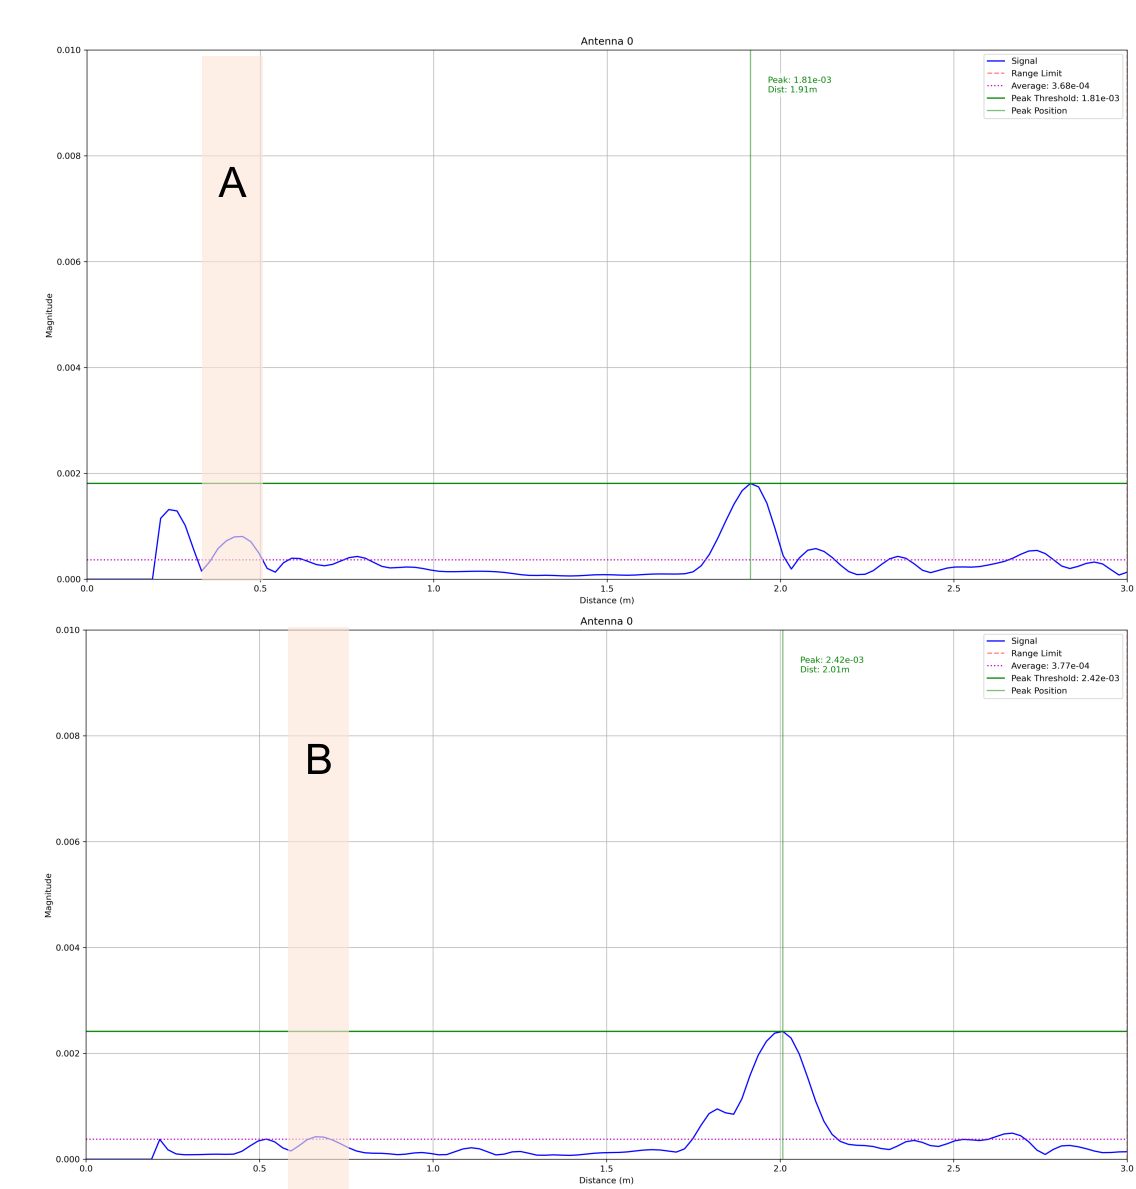 Antenna 0
0.010
0.008
0.006
0.004
0.002
0.000
Magnitude
A
Peak: 1.81e-03
Dist: 1.91m
Signal
Range Limit
Average: 3.68e-04
Peak Threshold: 1.81e-03
Peak Position
0.0 0.5 1.0 1.5 2.0 2.5 3.0
Distance (m)
Antenna 0
0.010
0.008
0.006
0.004
0.002
0.000
Magnitude
B
Peak: 2.42e-03
Dist: 2.01m
Signal
Range Limit
Average: 3.77e-04
Peak Threshold: 2.42e-03
Peak Position
0.0 0.5 1.0 1.5 2.0 2.5 3.0
Distance (m)